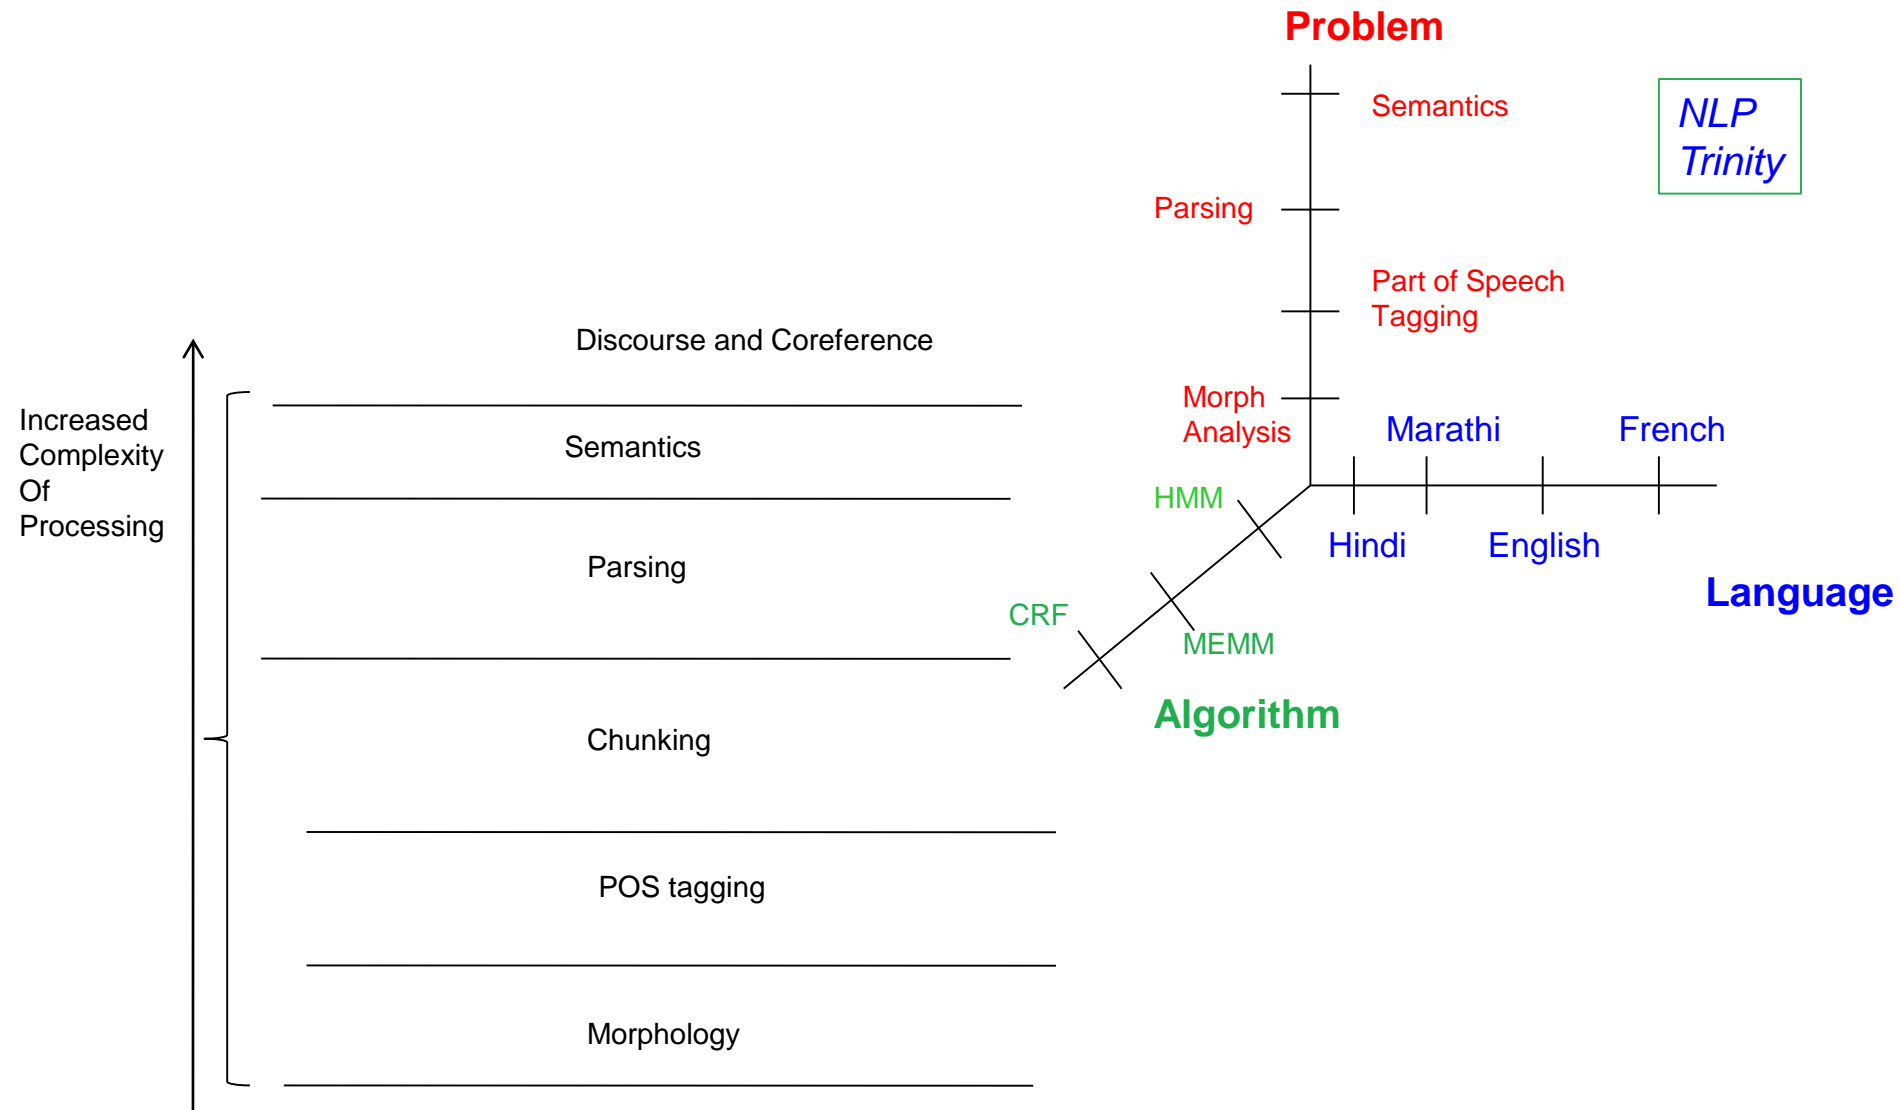 Problem
Semantics
NLP
Trinity
Parsing
Part of Speech
Tagging
Discourse and Coreference
Morph
Analysis
Increased
Complexity
Of
Processing
Semantics
Marathi
French
HMM
Hindi
English
Parsing
Language
CRF
MEMM
Algorithm
Chunking
POS tagging
Morphology